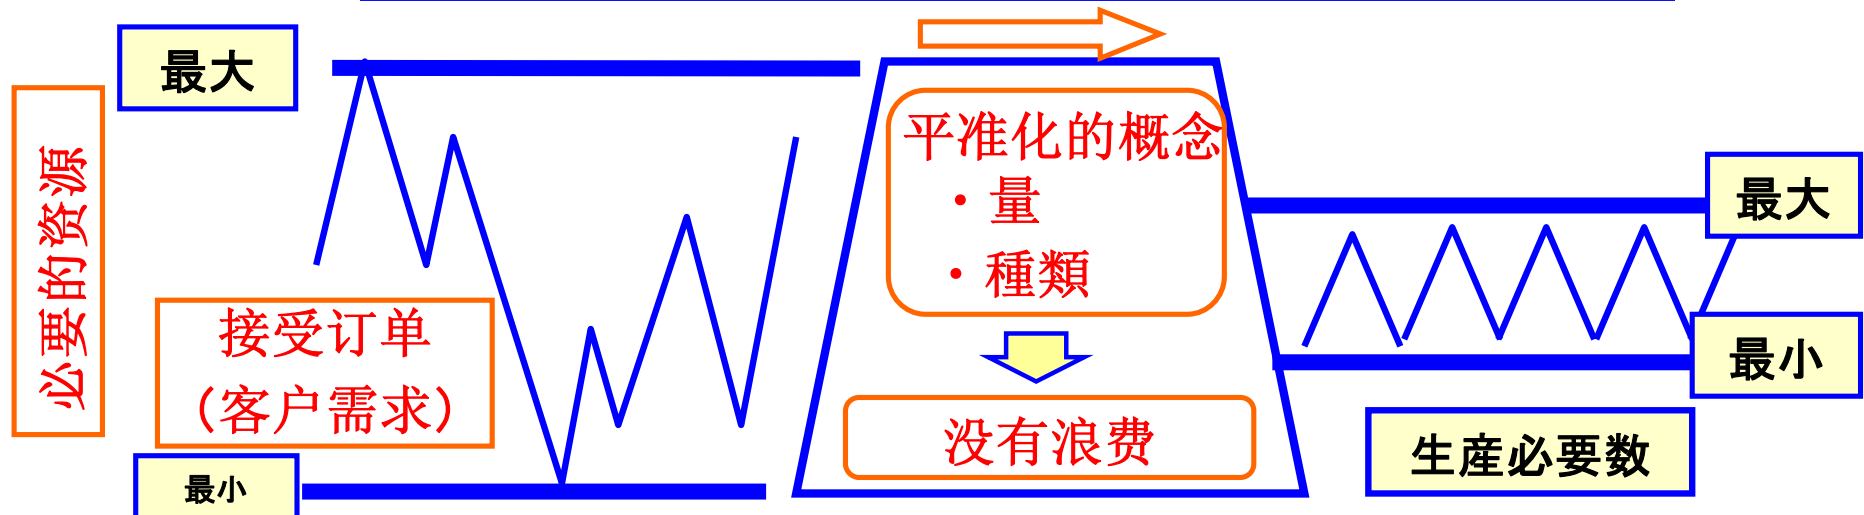 最大
必要的资源
接受订单
（客户需求）
最小
平准化的概念
・量
・種類
没有浪费
最大
最小
生産必要数